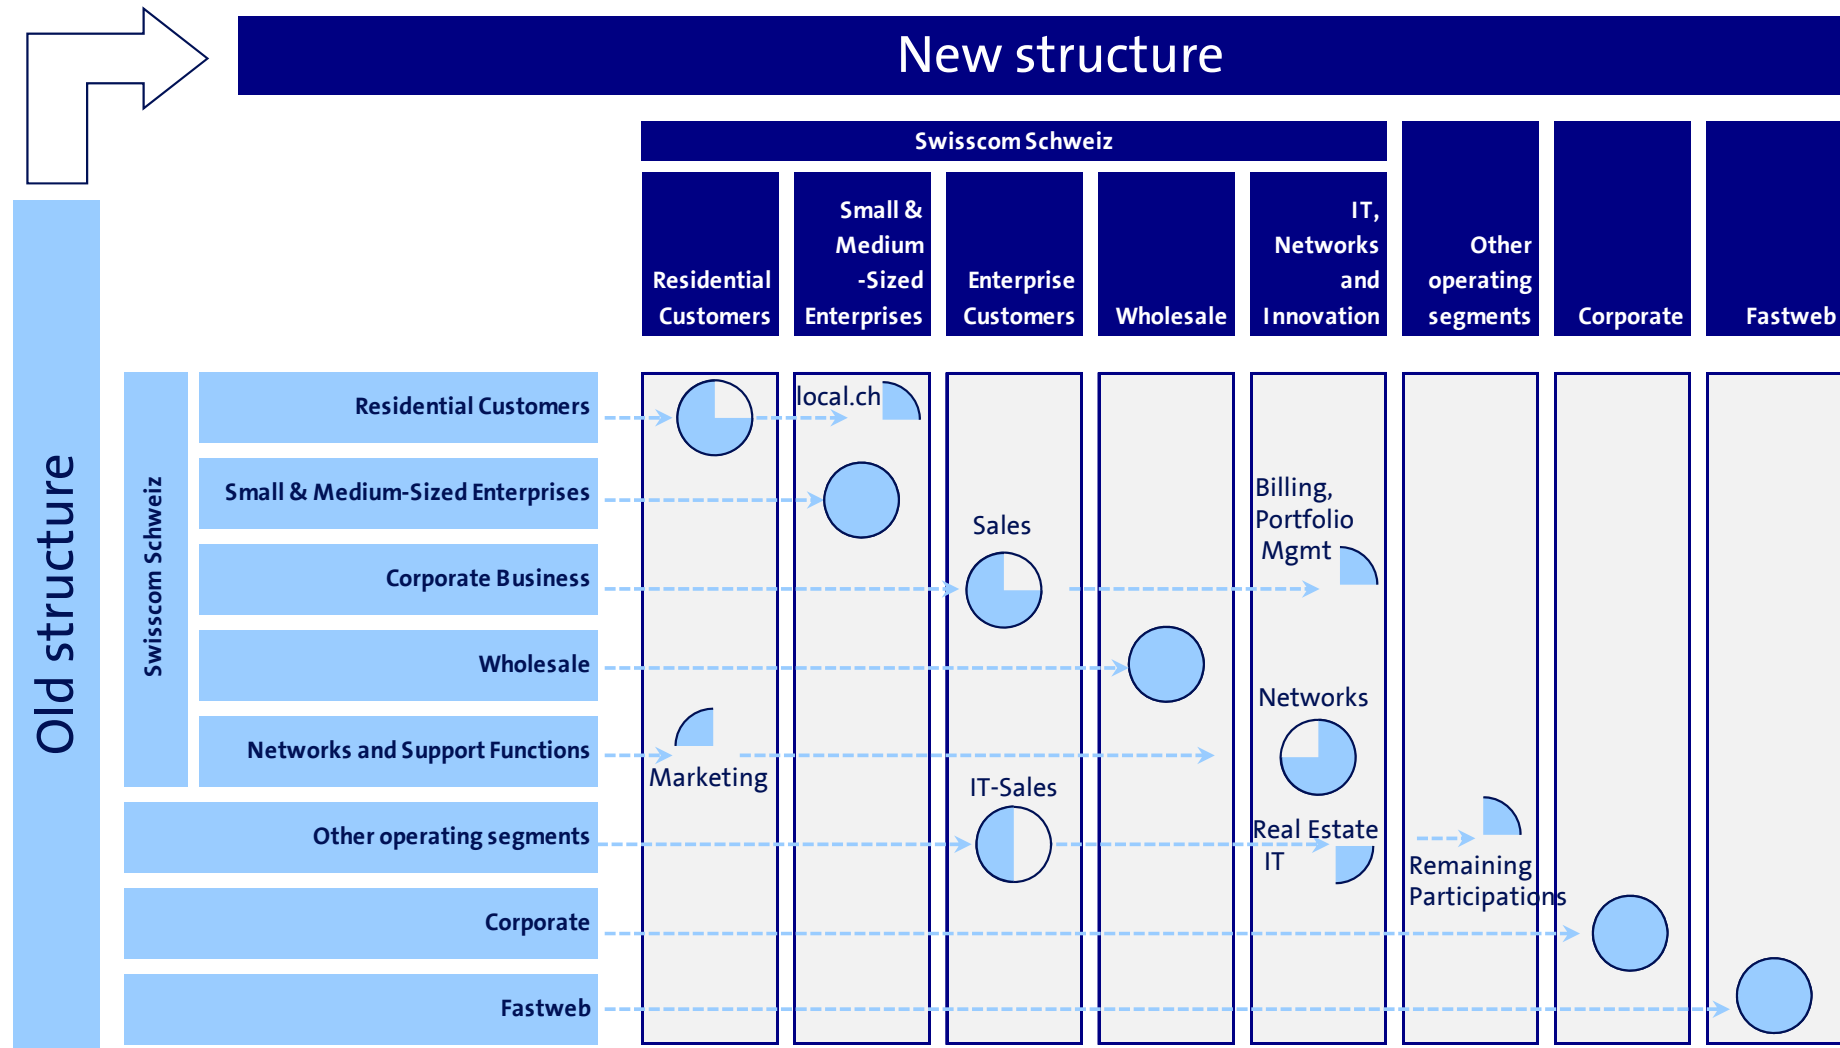 New structure
Swisscom Schweiz
Residential
Customers
Small &
Medium
-Sized
Enterprises
Enterprise
Customers
Wholesale
IT,
Networks
and
Innovation
Other
operating
segments
Corporate
Fastweb
Old structure
Swisscom Schweiz
Residential Customers
local.ch
Small & Medium-Sized Enterprises
Billing,
Portfolio
Mgmt
Sales
Corporate Business
Wholesale
Networks
Networks and Support Functions
Marketing
IT-Sales
Other operating segments
Real Estate
IT
Remaining
Participations
Corporate
Fastweb